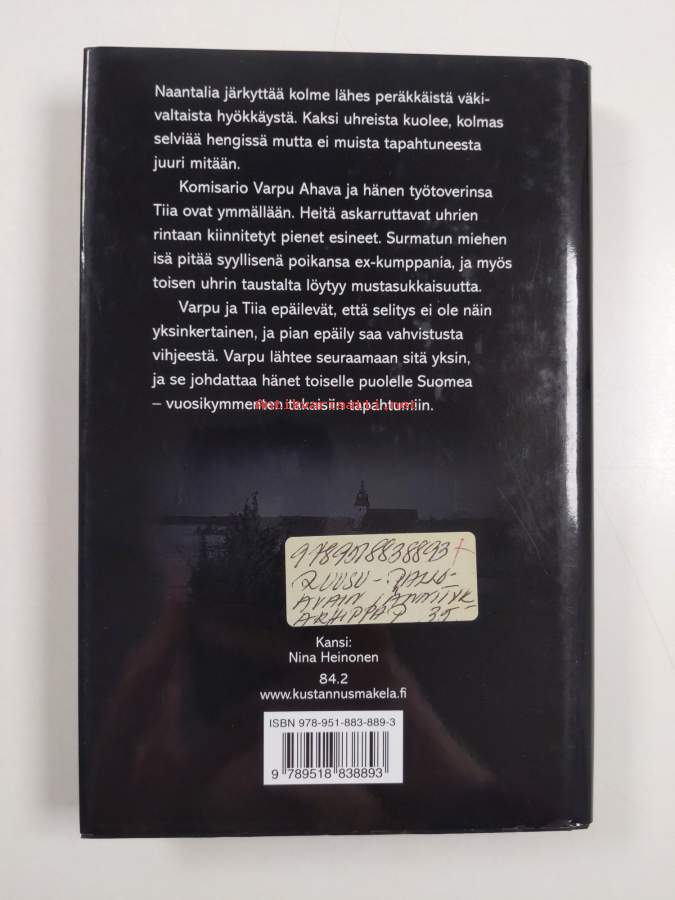 Naantalia järkyttää kolme lähes peräkkäistä väki-
valtaista hyökkäystä. Kaksi uhreista kuolee, kolmas
selviää hengissä mutta ei muista tapahtuneesta
juuri mitään.
Komisario Varpu Ahava ja hänen työtoverinsa
Tiia ovat ymmällään. Heitä askarruttavat uhrien
rintaan kiinnitetyt pienet esineet. Surmatun miehen
isä pitää syyllisenä poikansa ex-kumppania, ja myös
toisen uhrin taustalta löytyy mustasukkaisuutta.
Varpu ja Tiia epäilevät, että selitys ei ole näin
yksinkertainen, ja pian epäily saa vahvistusta
vihjeestä. Varpu lähtee seuraamaan sitä yksin,
ja se johdattaa hänet toiselle puolelle Suomea
– vuosikymmenten takaisiin tapahtumiin.
RUUSU-
AVAIN
35
Kansi:
Nina Heinonen
84.2
www.kustannusmakela.fi
ISBN 978-951-883-889-3
9 789518 838893